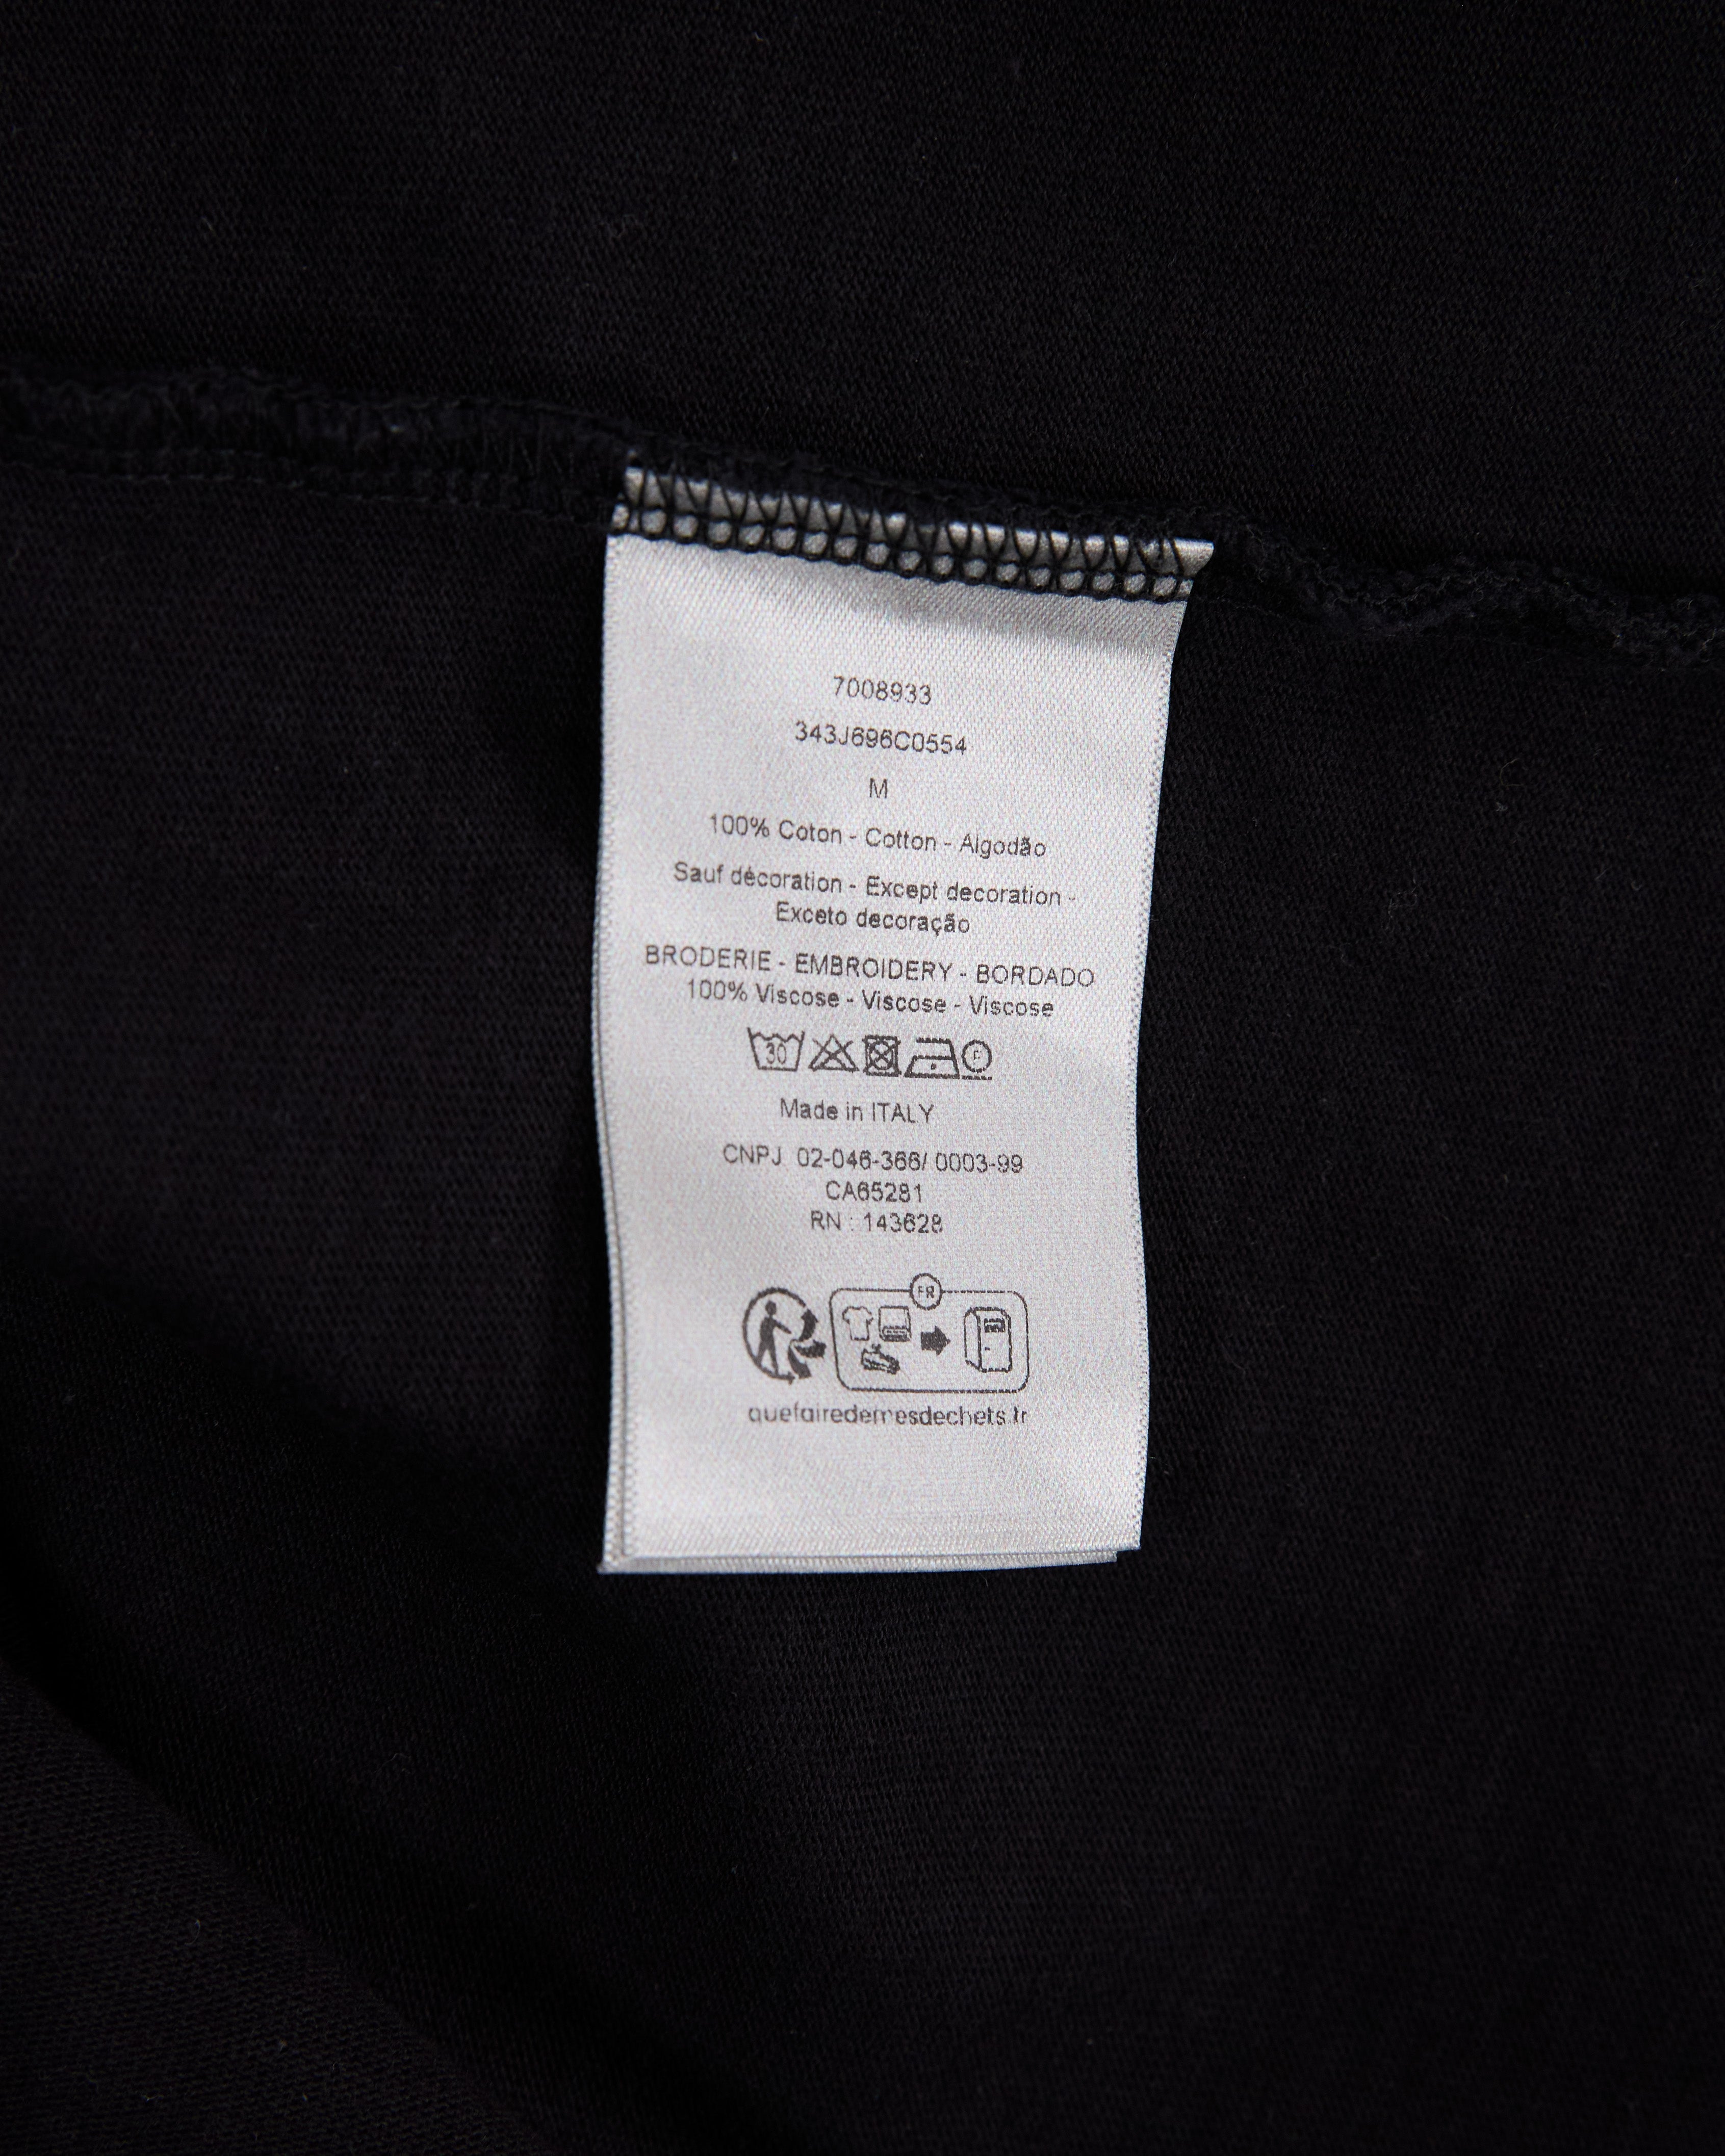 7008933
343J696C0554
M
100% Coton - Cotton - Algodão
Sauf décoration - Except decoration -
Exceto decoração
BRODERIE - EMBROIDERY - BORDADO
100% Viscose - Viscose - Viscose
30 F
Made in ITALY
CNPJ 02-046-366/ 0003-99
CA65281
RN : 143628
FR
quefairedemesdechets.fr